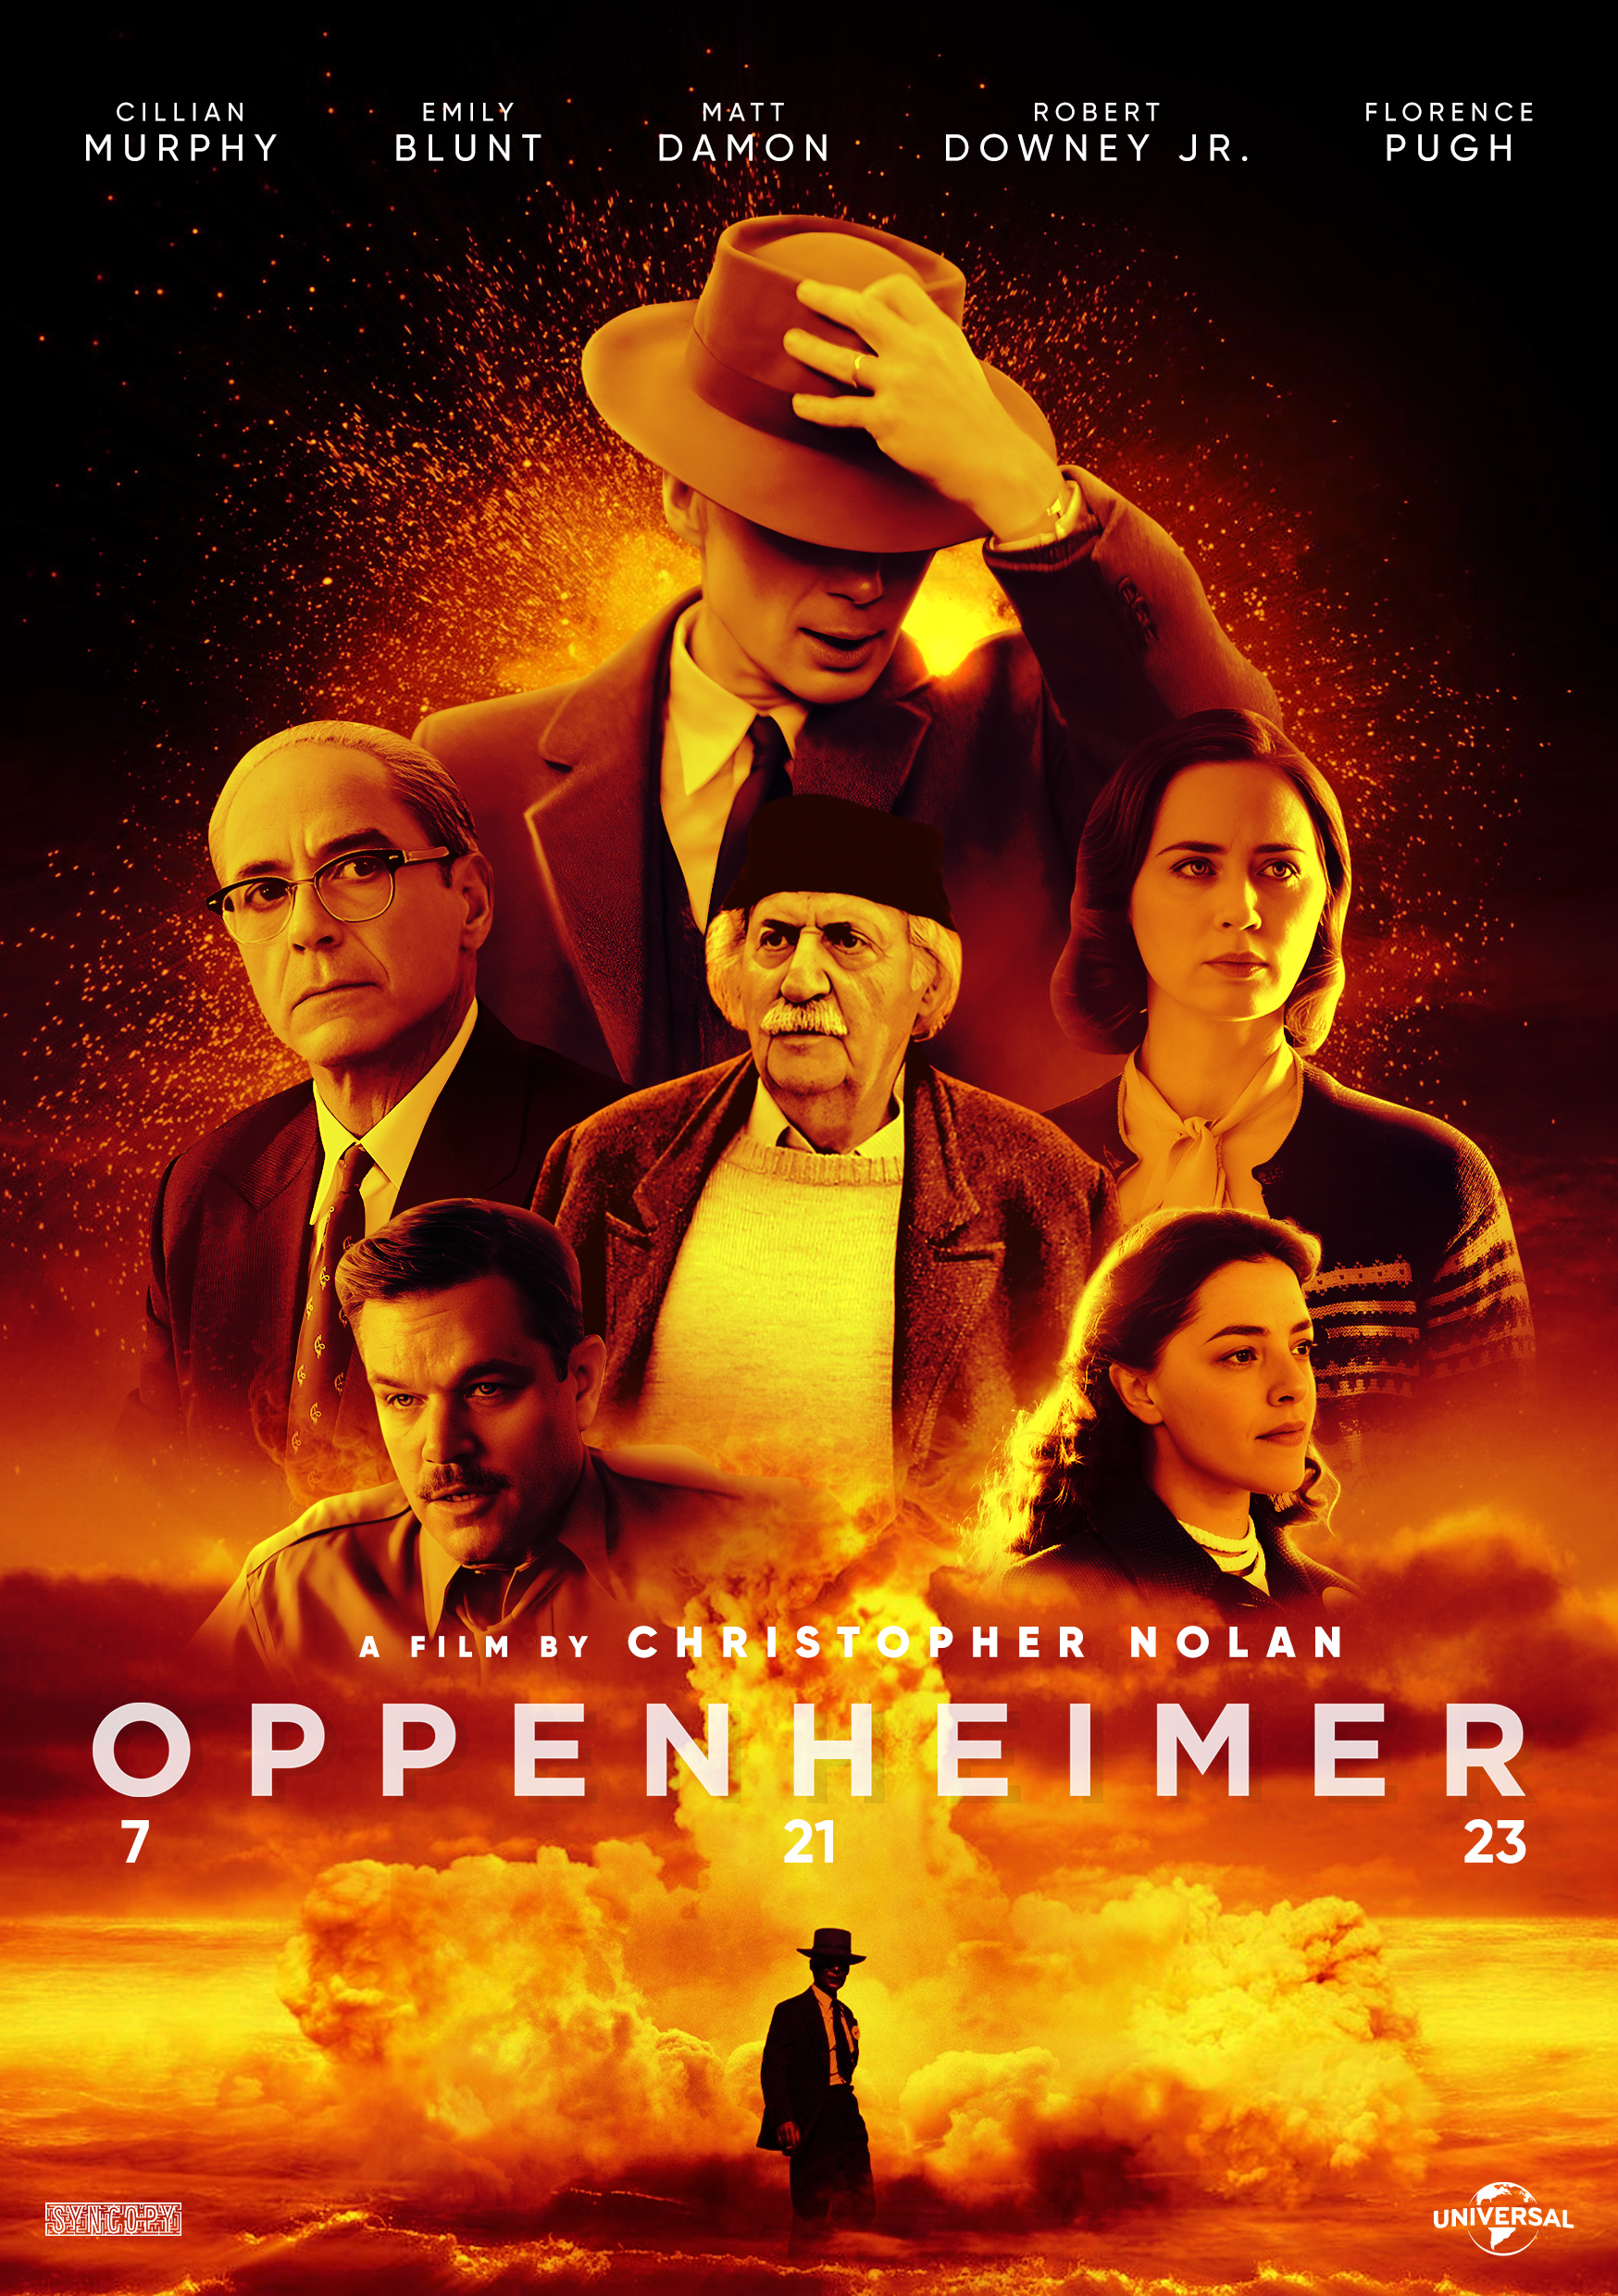 CILLIAN EMILY MATT ROBERT FLORENCE
MURPHY BLUNT DAMON DOWNEY JR. PUGH
A FILM BY CHRISTOPHER NOLAN
OPPENHEIMER
7 21 23
SYNCOPY
UNIVERSAL